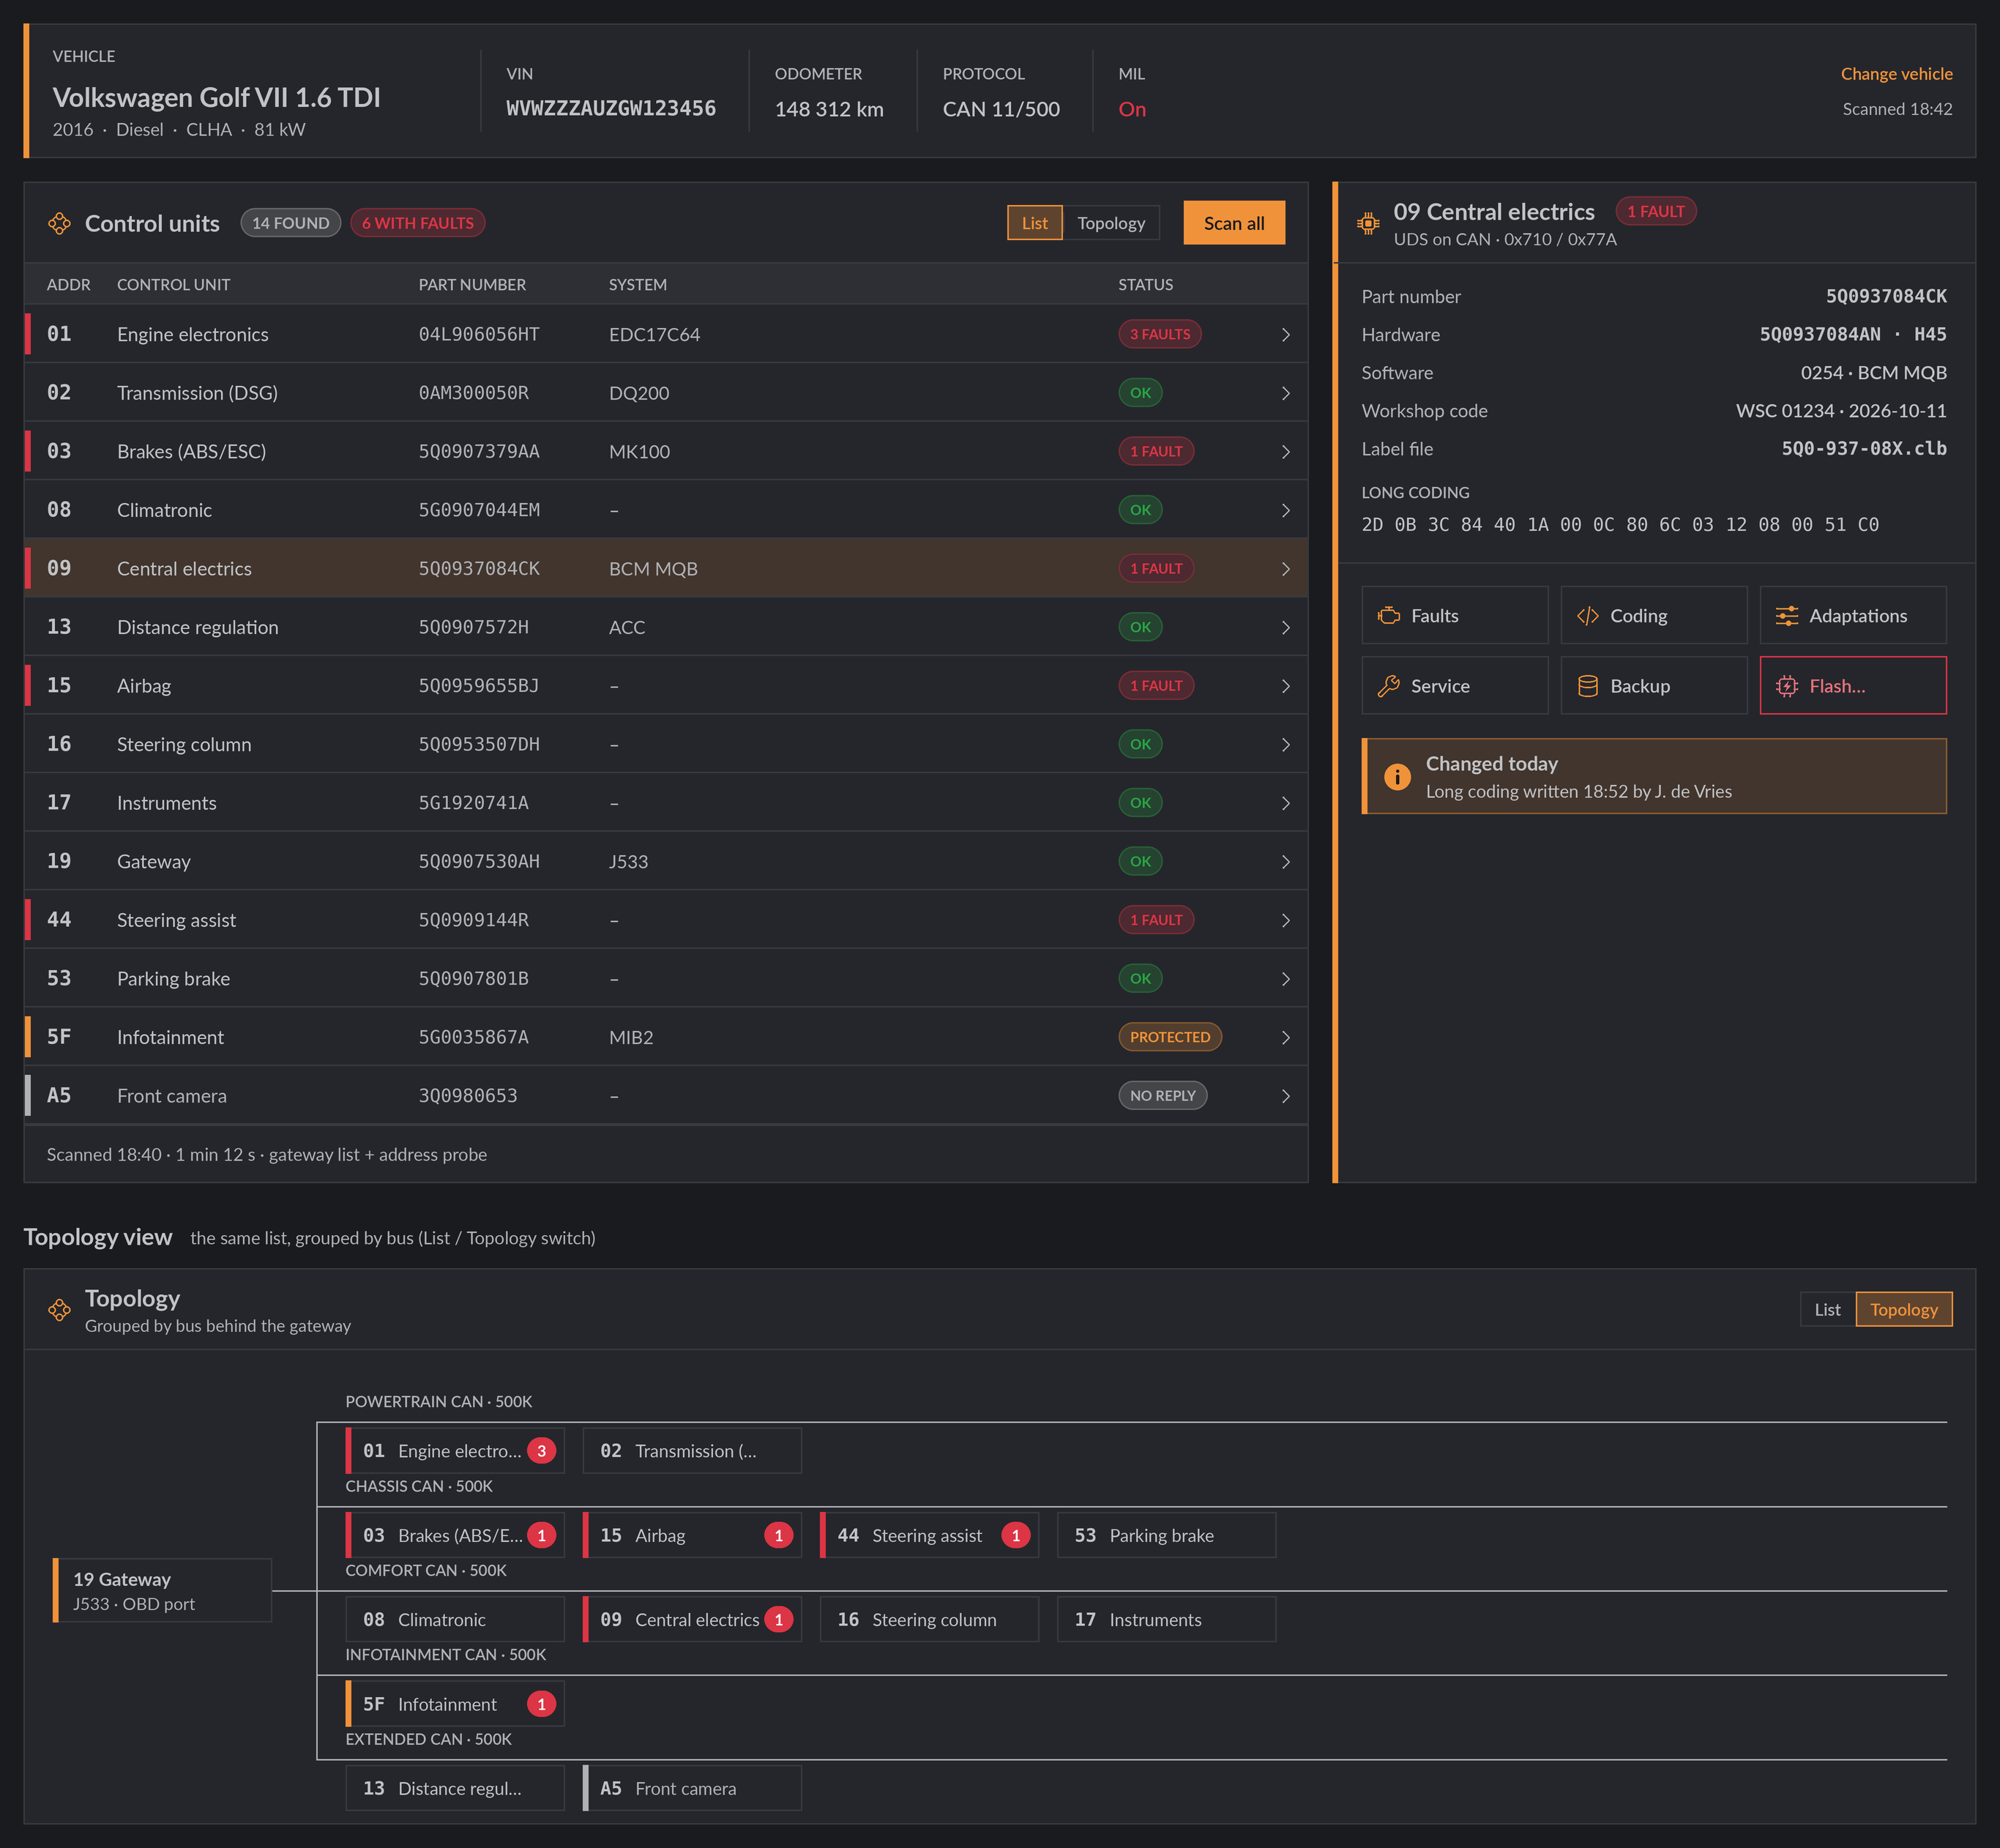 VEHICLE
Volkswagen Golf VII 1.6 TDI
2016 · Diesel · CLHA · 81 kW
VIN
WVWZZZAUZGW123456
ODOMETER
148 312 km
PROTOCOL
CAN 11/500
MIL
On
Change vehicle
Scanned 18:42
Control units 14 FOUND 6 WITH FAULTS List Topology Scan all
ADDR CONTROL UNIT PART NUMBER SYSTEM STATUS
01 Engine electronics 04L906056HT EDC17C64 3 FAULTS
02 Transmission (DSG) 0AM300050R DQ200 OK
03 Brakes (ABS/ESC) 5Q0907379AA MK100 1 FAULT
08 Climatronic 5G0907044EM – OK
09 Central electrics 5Q0937084CK BCM MQB 1 FAULT
13 Distance regulation 5Q0907572H ACC OK
15 Airbag 5Q0959655BJ – 1 FAULT
16 Steering column 5Q0953507DH – OK
17 Instruments 5G1920741A – OK
19 Gateway 5Q0907530AH J533 OK
44 Steering assist 5Q0909144R – 1 FAULT
53 Parking brake 5Q0907801B – OK
5F Infotainment 5G0035867A MIB2 PROTECTED
A5 Front camera 3Q0980653 – NO REPLY
Scanned 18:40 · 1 min 12 s · gateway list + address probe
09 Central electrics 1 FAULT
UDS on CAN · 0x710 / 0x77A
Part number 5Q0937084CK
Hardware 5Q0937084AN · H45
Software 0254 · BCM MQB
Workshop code WSC 01234 · 2026-10-11
Label file 5Q0-937-08X.clb
LONG CODING
2D 0B 3C 84 40 1A 00 0C 80 6C 03 12 08 00 51 C0
Faults Coding Adaptations
Service Backup Flash...
Changed today
Long coding written 18:52 by J. de Vries
Topology view the same list, grouped by bus (List / Topology switch)
Topology
Grouped by bus behind the gateway
List Topology
19 Gateway
J533 · OBD port
POWERTRAIN CAN · 500K
01 Engine electro... 3 02 Transmission (...
CHASSIS CAN · 500K
03 Brakes (ABS/E... 1 15 Airbag 1 44 Steering assist 1 53 Parking brake
COMFORT CAN · 500K
08 Climatronic 09 Central electrics 1 16 Steering column 17 Instruments
INFOTAINMENT CAN · 500K
5F Infotainment 1
EXTENDED CAN · 500K
13 Distance regul... A5 Front camera